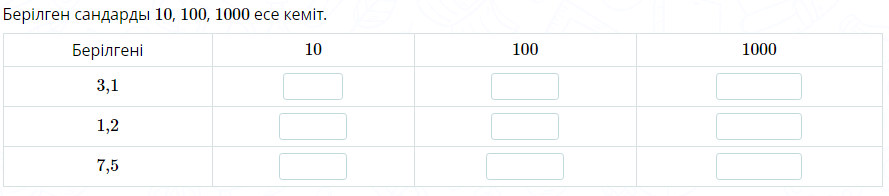 Берілген сандарды 10, 100, 1000 есе кеміт.
Берілгені 10 100 1000
3,1
1,2
7,5